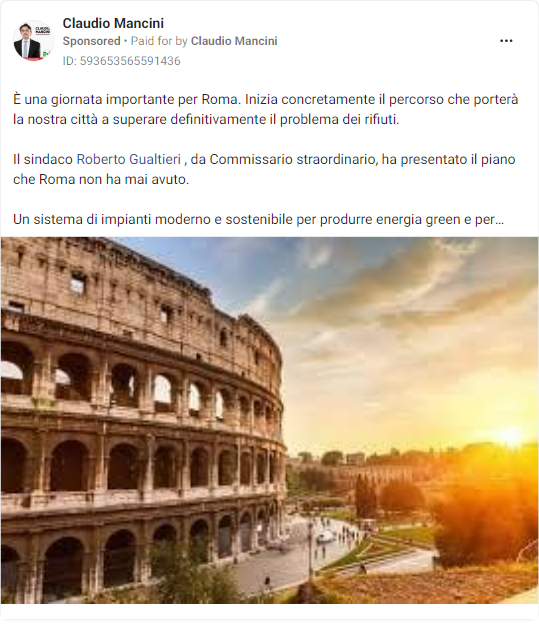 Claudio Mancini
Sponsored • Paid for by Claudio Mancini
ID: 593653565591436
È una giornata importante per Roma. Inizia concretamente il percorso che porterà
la nostra città a superare definitivamente il problema dei rifiuti.
Il sindaco Roberto Gualtieri , da Commissario straordinario, ha presentato il piano
che Roma non ha mai avuto.
Un sistema di impianti moderno e sostenibile per produrre energia green e per...